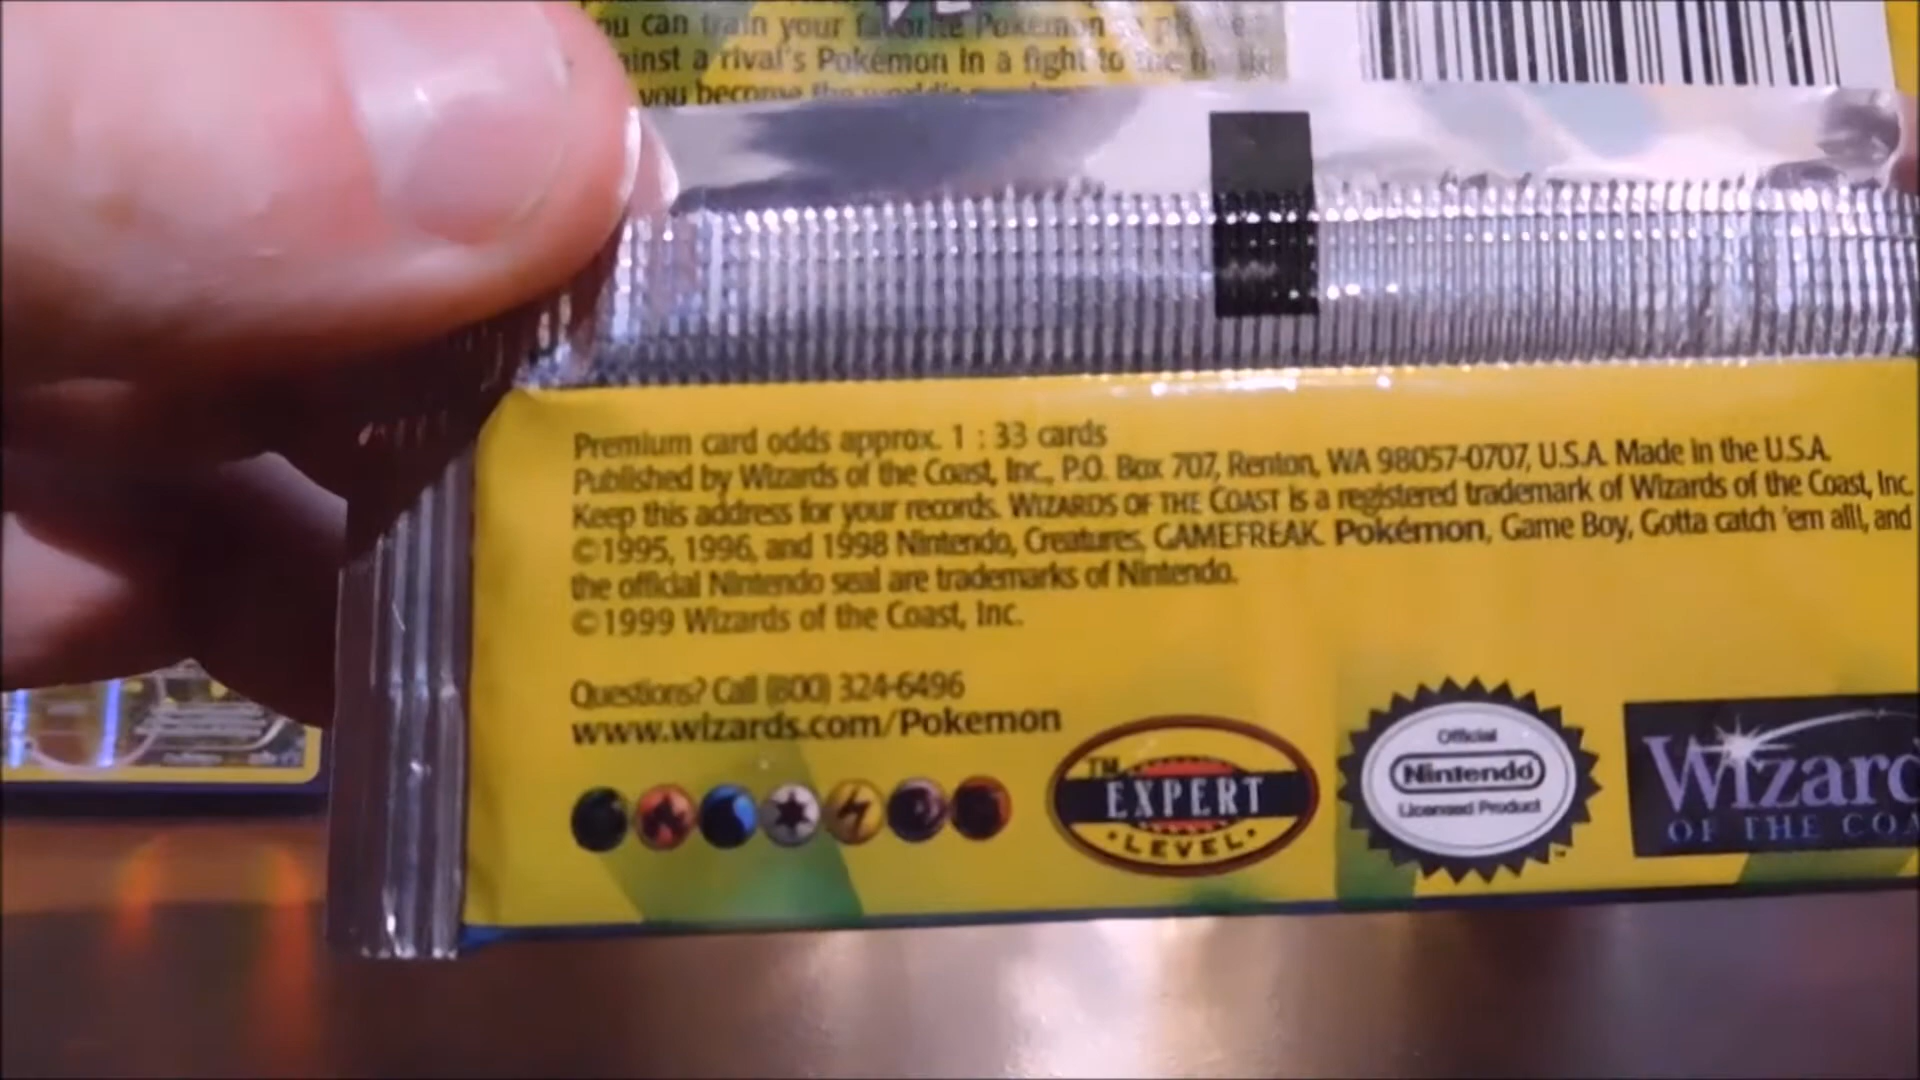 ou can train your favorite Pokémon
ainst a rival's Pokémon in a fight to the
you become the world's
Premium card odds approx. 1 : 33 cards
Published by Wizards of the Coast, Inc., P.O. Box 707, Renton, WA 98057-0707, U.S.A. Made in the U.S.A.
Keep this address for your records. WIZARDS OF THE COAST is a registered trademark of Wizards of the Coast, Inc.
©1995, 1996, and 1998 Nintendo, Creatures, GAMEFREAK. Pokémon, Game Boy, Gotta catch 'em all!, and
the official Nintendo seal are trademarks of Nintendo.
©1999 Wizards of the Coast, Inc.
Questions? Call (800) 324-6496
www.wizards.com/Pokemon
TM
EXPERT
LEVEL
Official
Nintendo
Licensed Product
TM
Wizard
OF THE COA